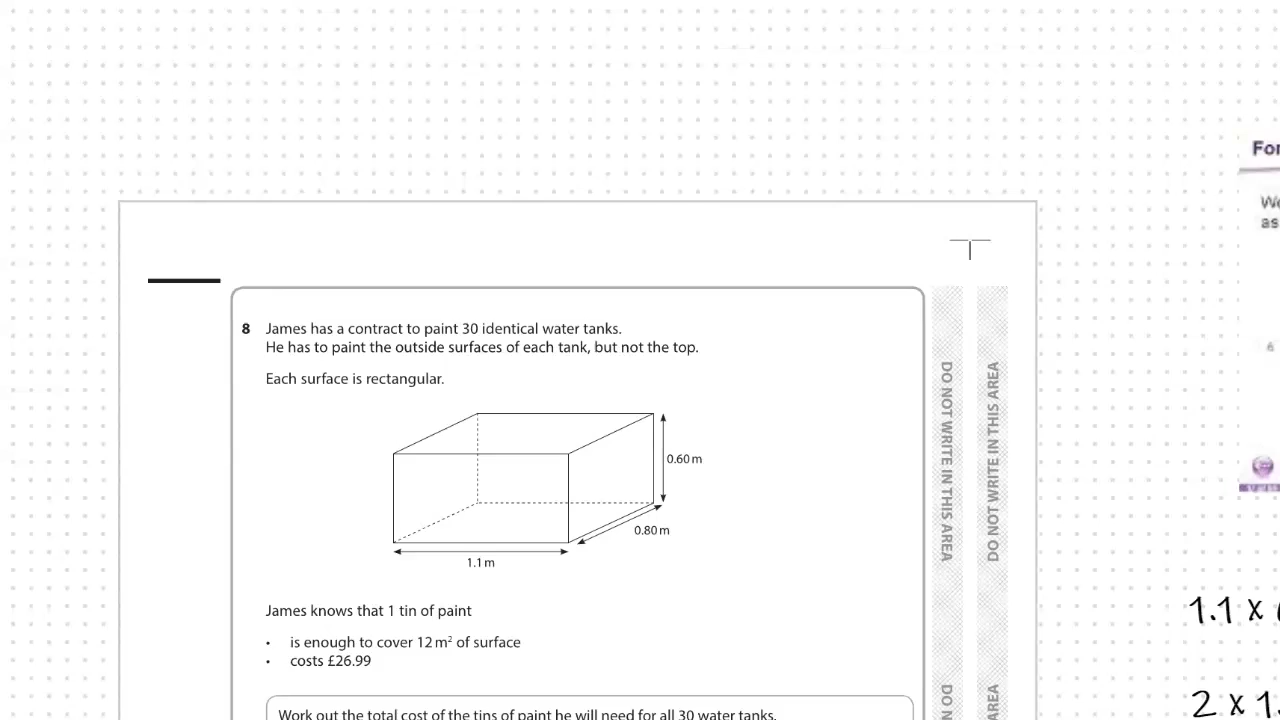 8 James has a contract to paint 30 identical water tanks.
He has to paint the outside surfaces of each tank, but not the top.
Each surface is rectangular.
0.60 m
0.80 m
1.1 m
James knows that 1 tin of paint
• is enough to cover 12 m² of surface
• costs £26.99
Work out the total cost of the tins of paint he will need for all 30 water tanks.
DO NOT WRITE IN THIS AREA
DO NOT WRITE IN THIS AREA
DO N
AREA
For
We
as
1.1 x
2 x 1.